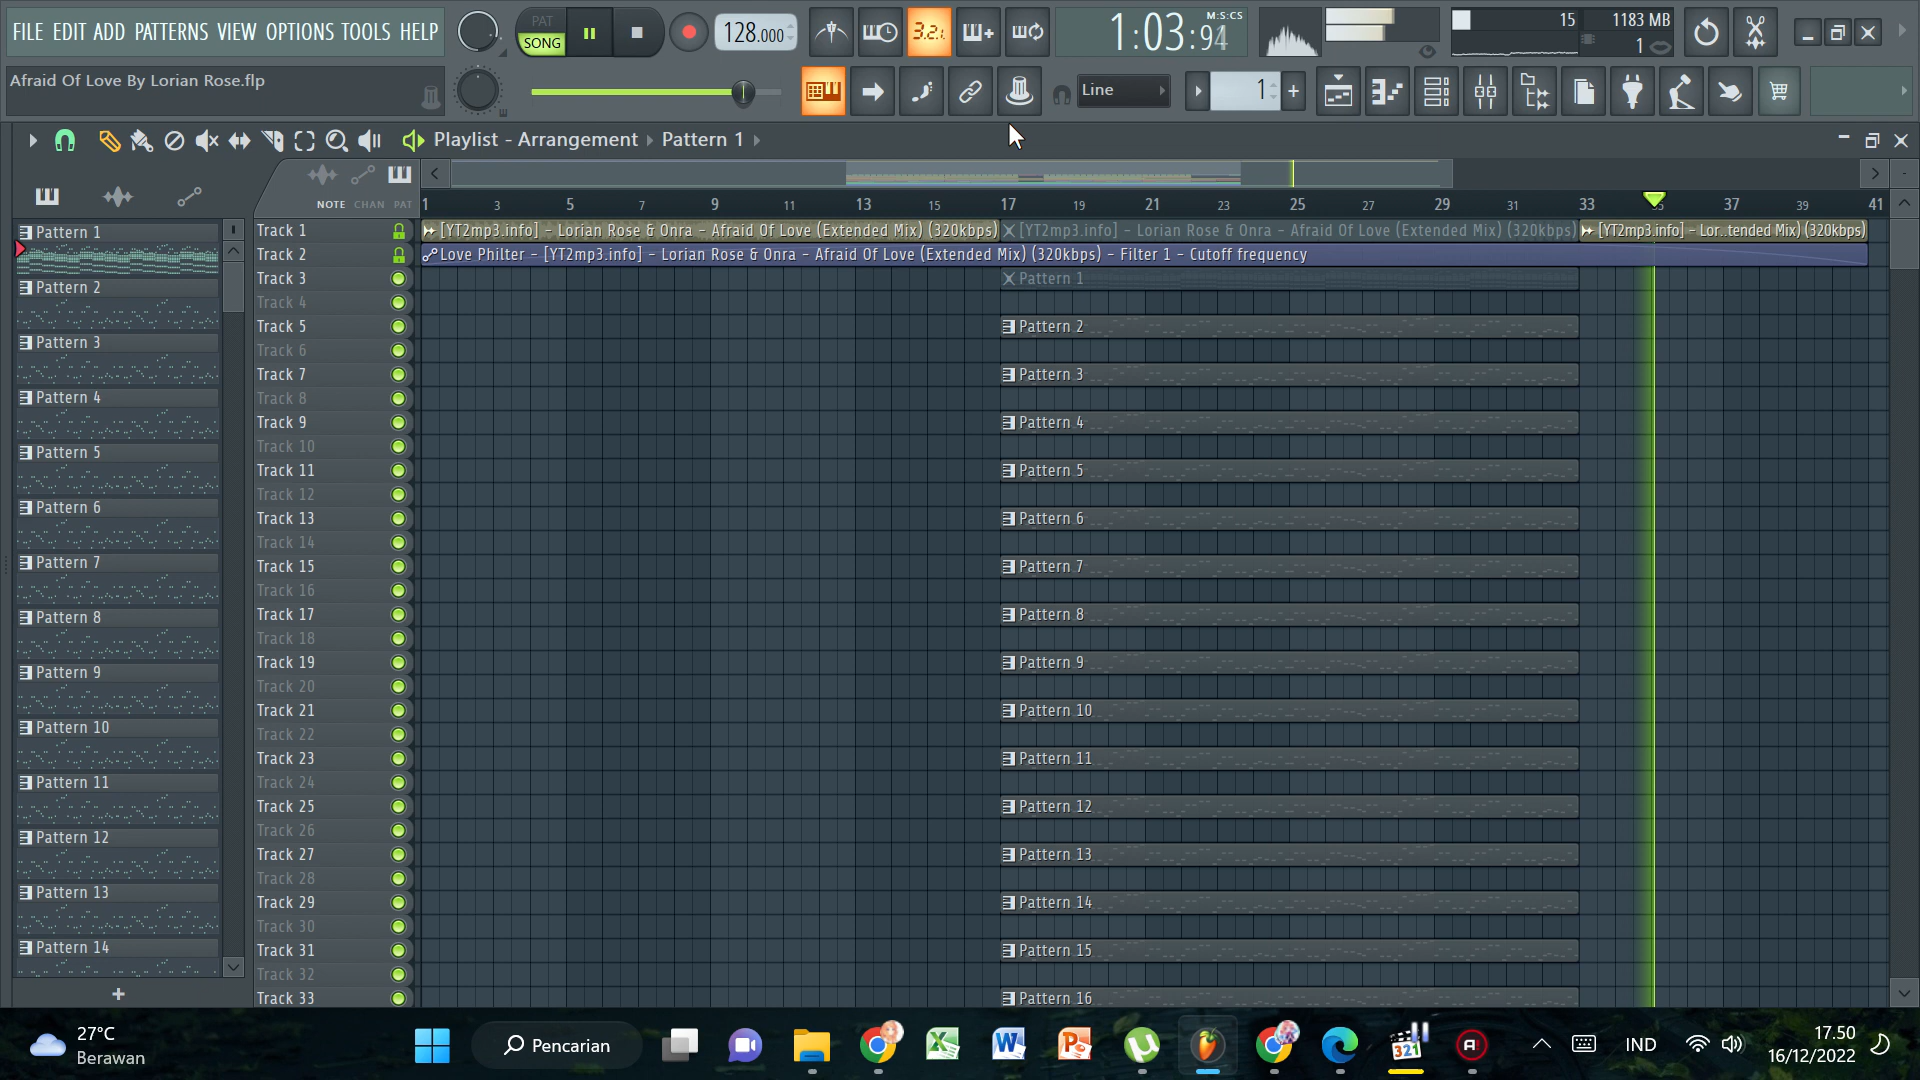 FILE EDIT ADD PATTERNS VIEW OPTIONS TOOLS HELP
PAT
SONG
128.000
3.2.1
1:03:94
M:S:CS
15
1183 MB
1
Afraid Of Love By Lorian Rose.flp
Line
1
Playlist - Arrangement Pattern 1
NOTE CHAN PAT
1 3 5 7 9 11 13 15 17 19 21 23 25 27 29 31 33 35 37 39 41
Pattern 1
Pattern 2
Pattern 3
Pattern 4
Pattern 5
Pattern 6
Pattern 7
Pattern 8
Pattern 9
Pattern 10
Pattern 11
Pattern 12
Pattern 13
Pattern 14
Track 1
[YT2mp3.info] - Lorian Rose & Onra - Afraid Of Love (Extended Mix) (320kbps)
[YT2mp3.info] - Lorian Rose & Onra - Afraid Of Love (Extended Mix) (320kbps)
[YT2mp3.info] - Lor..tended Mix) (320kbps)
Track 2
Love Philter - [YT2mp3.info] - Lorian Rose & Onra - Afraid Of Love (Extended Mix) (320kbps) - Filter 1 - Cutoff frequency
Track 3
Pattern 1
Track 4
Track 5
Pattern 2
Track 6
Track 7
Pattern 3
Track 8
Track 9
Pattern 4
Track 10
Track 11
Pattern 5
Track 12
Track 13
Pattern 6
Track 14
Track 15
Pattern 7
Track 16
Track 17
Pattern 8
Track 18
Track 19
Pattern 9
Track 20
Track 21
Pattern 10
Track 22
Track 23
Pattern 11
Track 24
Track 25
Pattern 12
Track 26
Track 27
Pattern 13
Track 28
Track 29
Pattern 14
Track 30
Track 31
Pattern 15
Track 32
Track 33
Pattern 16
27°C
Berawan
Pencarian
321
IND
17.50
16/12/2022